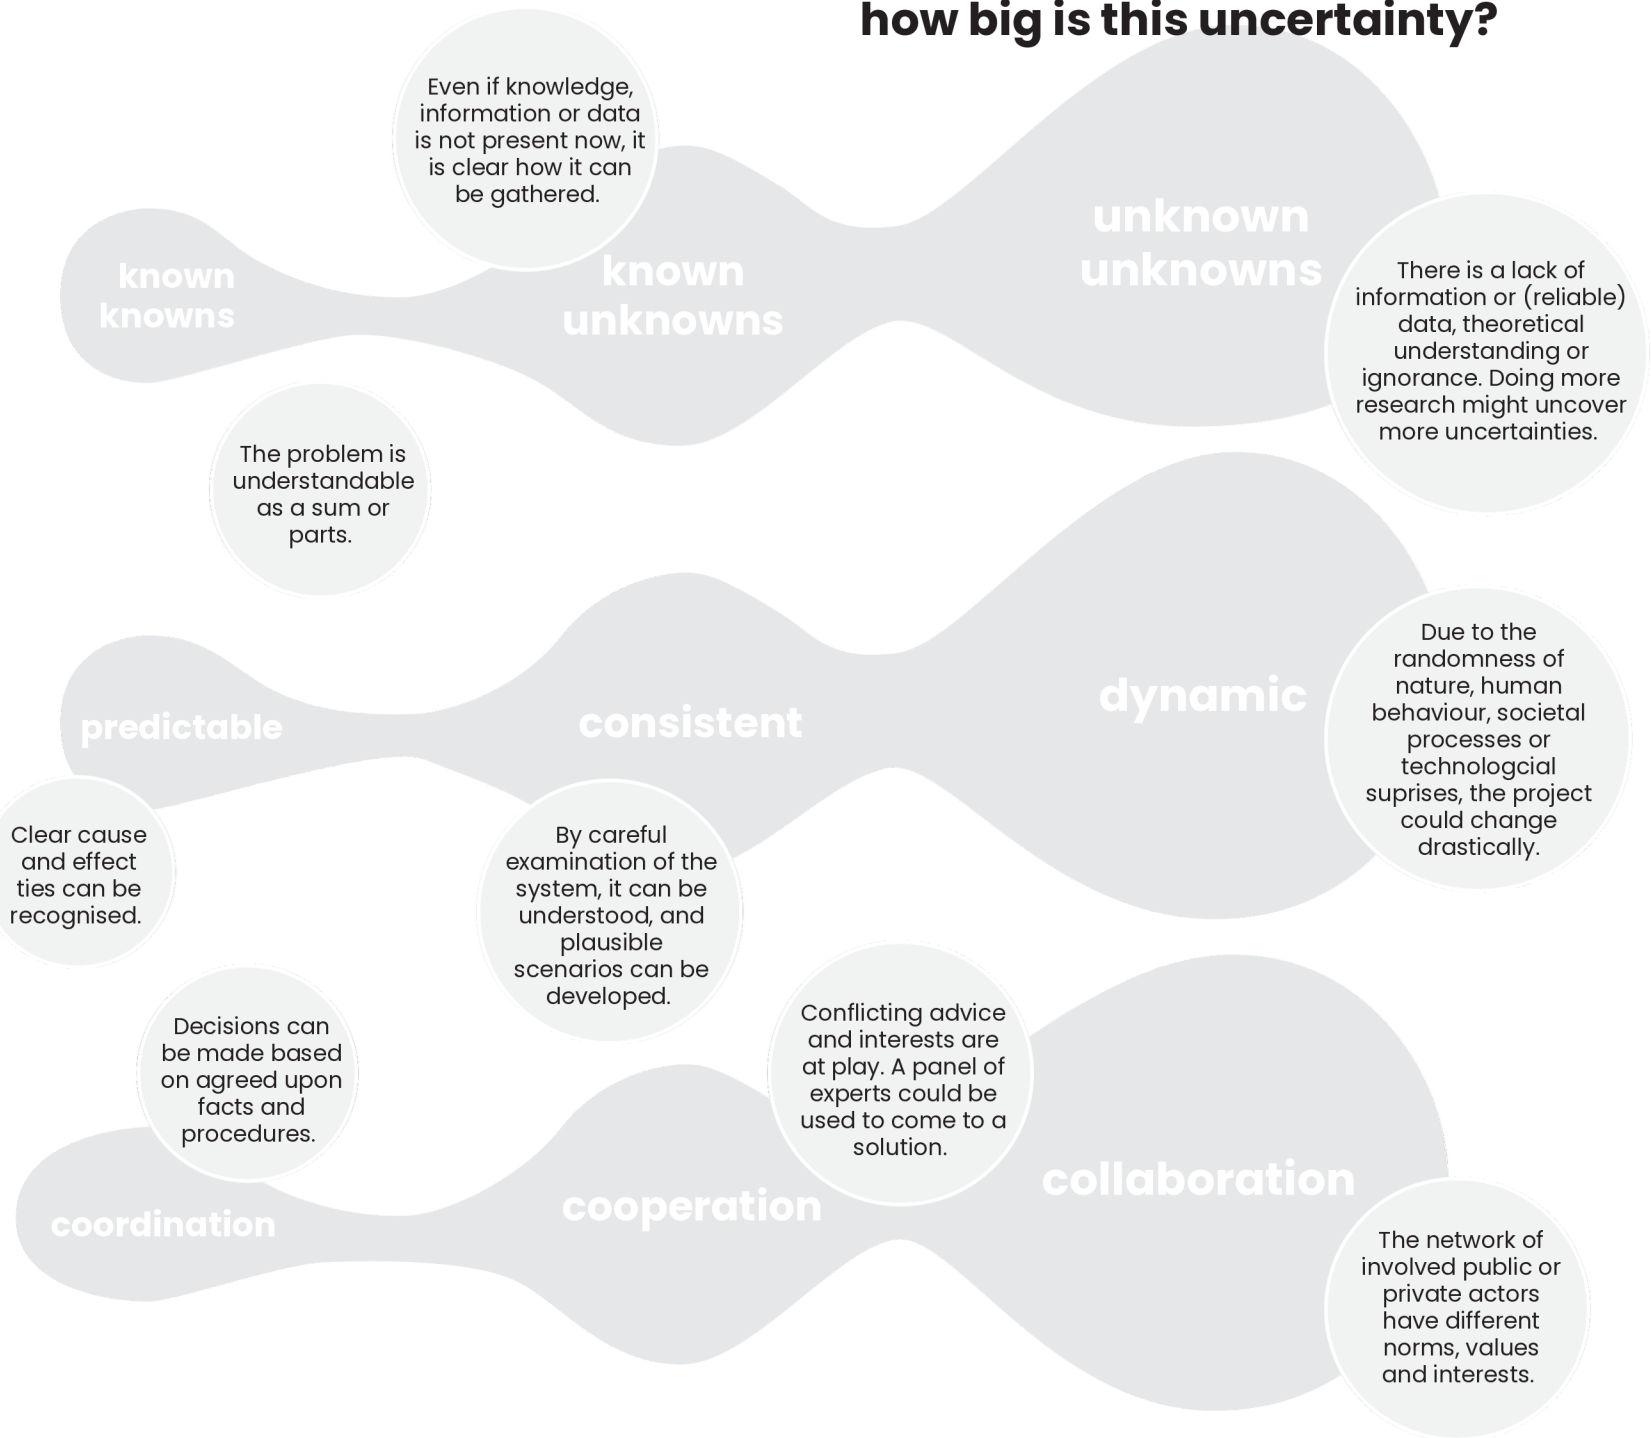 how big is this uncertainty?
Even if knowledge,
information or data
is not present now, it
is clear how it can
be gathered.
known
knowns
known
unknowns
unknown
unknowns
There is a lack of
information or (reliable)
data, theoretical
understanding or
ignorance. Doing more
research might uncover
more uncertainties.
The problem is
understandable
as a sum or
parts.
predictable
consistent
dynamic
Due to the
randomness of
nature, human
behaviour, societal
processes or
technologcial
suprises, the project
could change
drastically.
Clear cause
and effect
ties can be
recognised.
By careful
examination of the
system, it can be
understood, and
plausible
scenarios can be
developed.
Decisions can
be made based
on agreed upon
facts and
procedures.
Conflicting advice
and interests are
at play. A panel of
experts could be
used to come to a
solution.
coordination
cooperation
collaboration
The network of
involved public or
private actors
have different
norms, values
and interests.